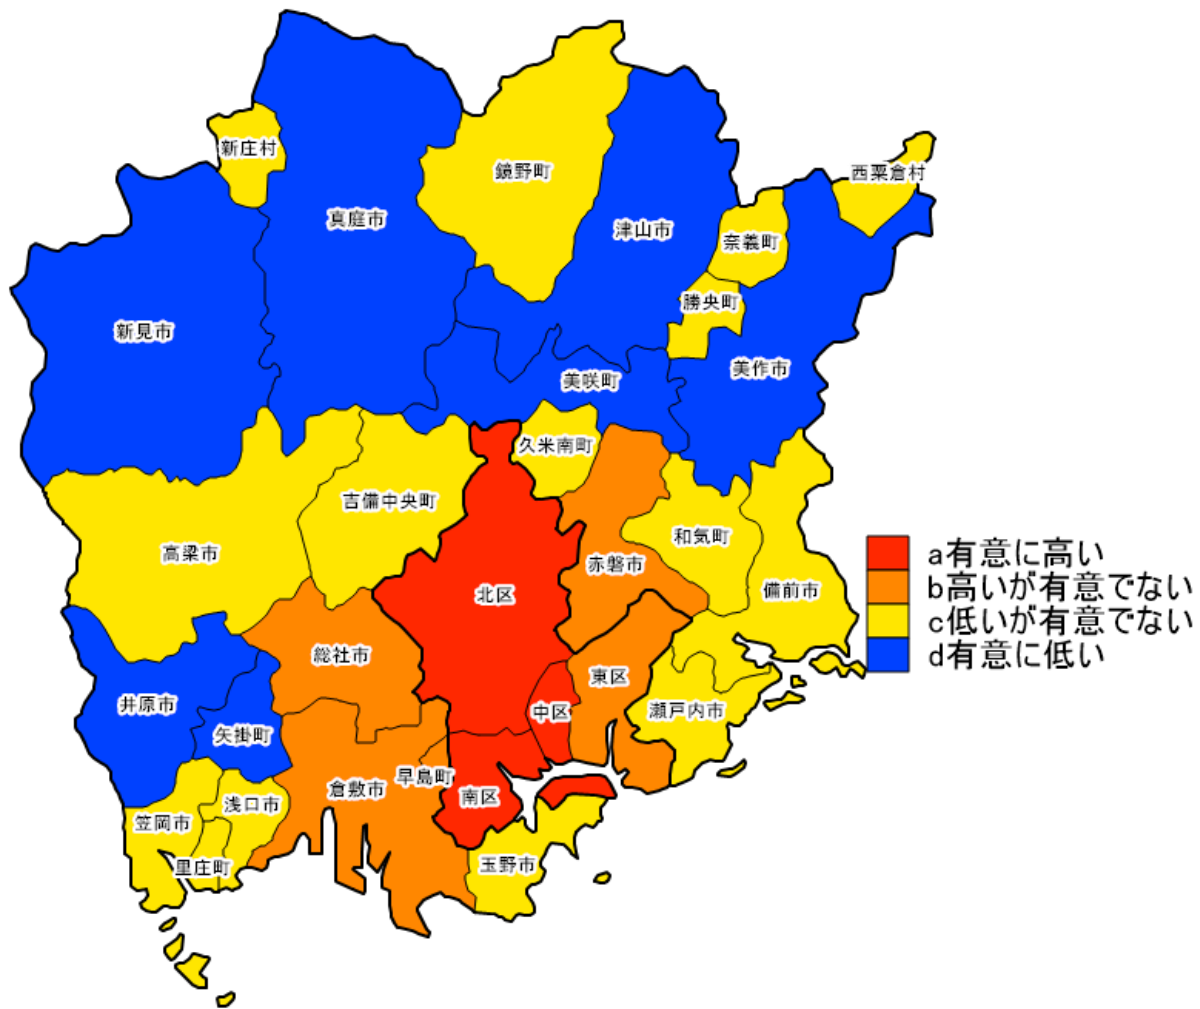 新庄村
鏡野町
西粟倉村
真庭市
津山市
奈義町
勝央町
新見市
美作市
美咲町
久米南町
吉備中央町
和気町
高梁市
赤磐市
備前市
北区
総社市
東区
井原市
中区
瀬戸内市
矢掛町
早島町
倉敷市
南区
浅口市
笠岡市
里庄町
玉野市
a有意に高い
b高いが有意でない
c低いが有意でない
d有意に低い